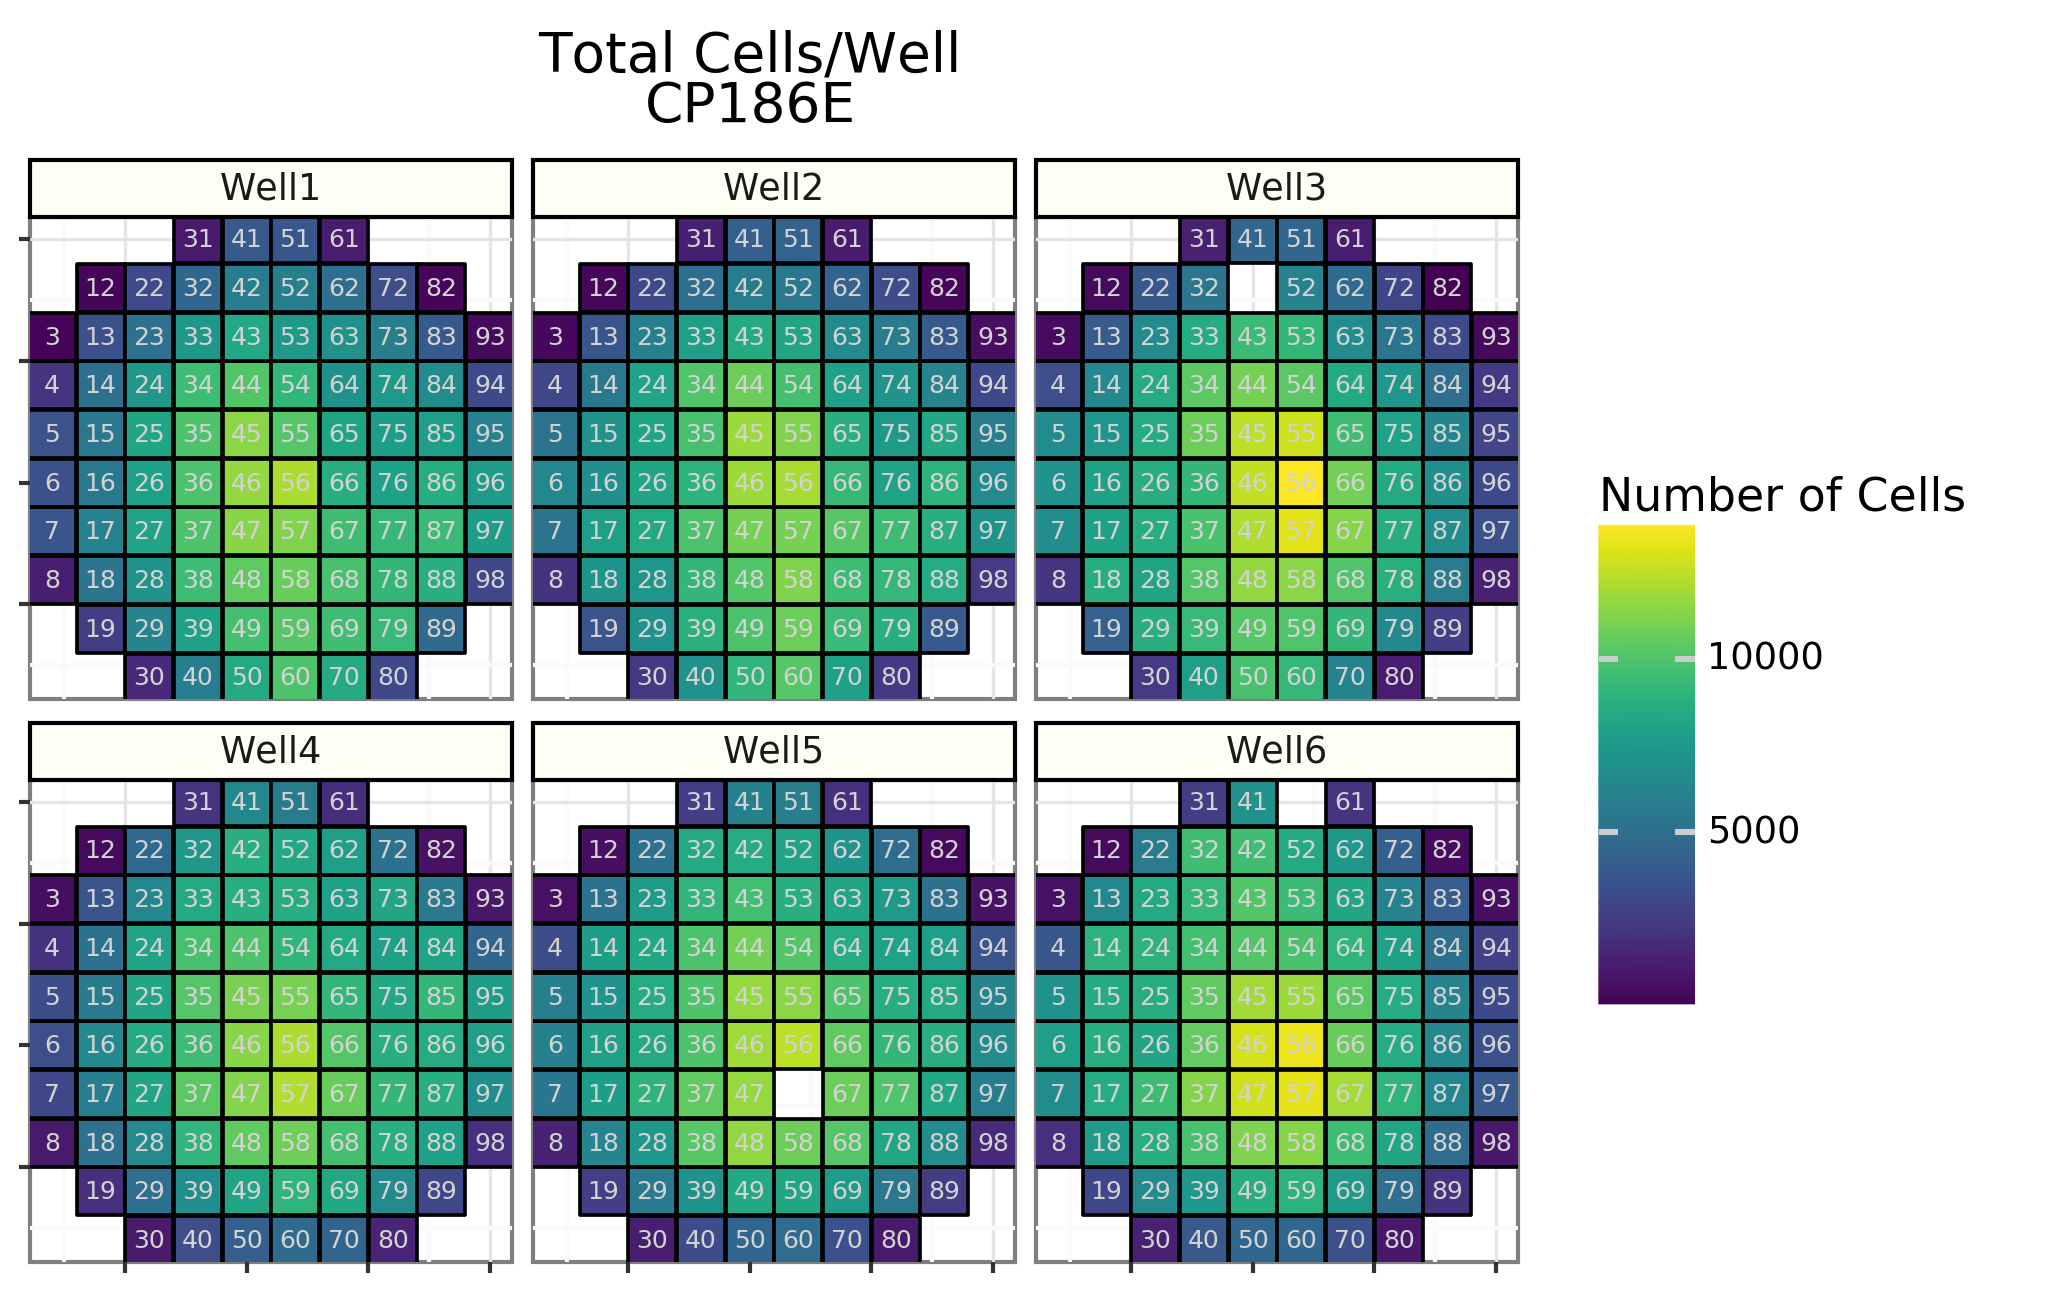 Total Cells/Well
CP186E
Well1 Well2 Well3
31 41 51 61 31 41 51 61 31 41 51 61
12 22 32 42 52 62 72 82 12 22 32 42 52 62 72 82 12 22 32 52 62 72 82
3 13 23 33 43 53 63 73 83 93 3 13 23 33 43 53 63 73 83 93 3 13 23 33 43 53 63 73 83 93
4 14 24 34 44 54 64 74 84 94 4 14 24 34 44 54 64 74 84 94 4 14 24 34 44 54 64 74 84 94
5 15 25 35 45 55 65 75 85 95 5 15 25 35 45 55 65 75 85 95 5 15 25 35 45 55 65 75 85 95
6 16 26 36 46 56 66 76 86 96 6 16 26 36 46 56 66 76 86 96 6 16 26 36 46 56 66 76 86 96
7 17 27 37 47 57 67 77 87 97 7 17 27 37 47 57 67 77 87 97 7 17 27 37 47 57 67 77 87 97
8 18 28 38 48 58 68 78 88 98 8 18 28 38 48 58 68 78 88 98 8 18 28 38 48 58 68 78 88 98
19 29 39 49 59 69 79 89 19 29 39 49 59 69 79 89 19 29 39 49 59 69 79 89
30 40 50 60 70 80 30 40 50 60 70 80 30 40 50 60 70 80
Well4 Well5 Well6
31 41 51 61 31 41 51 61 31 41 61
12 22 32 42 52 62 72 82 12 22 32 42 52 62 72 82 12 22 32 42 52 62 72 82
3 13 23 33 43 53 63 73 83 93 3 13 23 33 43 53 63 73 83 93 3 13 23 33 43 53 63 73 83 93
4 14 24 34 44 54 64 74 84 94 4 14 24 34 44 54 64 74 84 94 4 14 24 34 44 54 64 74 84 94
5 15 25 35 45 55 65 75 85 95 5 15 25 35 45 55 65 75 85 95 5 15 25 35 45 55 65 75 85 95
6 16 26 36 46 56 66 76 86 96 6 16 26 36 46 56 66 76 86 96 6 16 26 36 46 56 66 76 86 96
7 17 27 37 47 57 67 77 87 97 7 17 27 37 47 67 77 87 97 7 17 27 37 47 57 67 77 87 97
8 18 28 38 48 58 68 78 88 98 8 18 28 38 48 58 68 78 88 98 8 18 28 38 48 58 68 78 88 98
19 29 39 49 59 69 79 89 19 29 39 49 59 69 79 89 19 29 39 49 59 69 79 89
30 40 50 60 70 80 30 40 50 60 70 80 30 40 50 60 70 80
Number of Cells
10000
5000